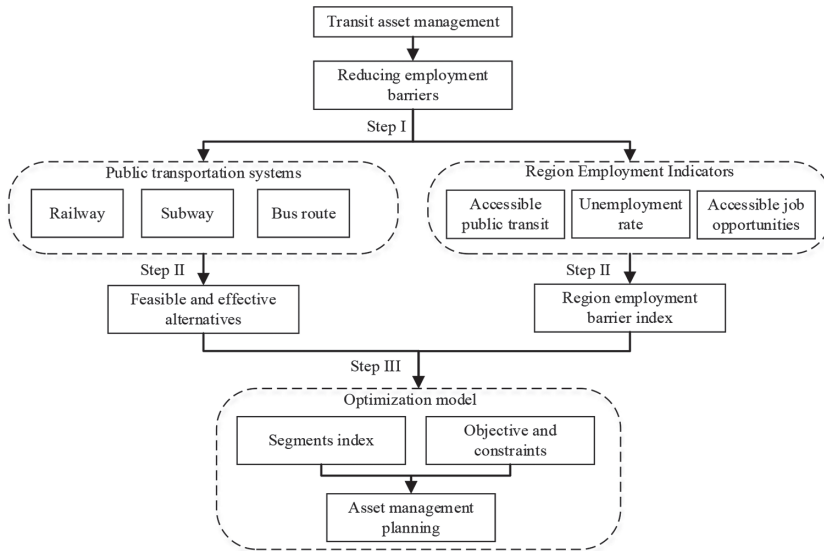 Transit asset management
Reducing employment
barriers
Step I
Public transportation systems
Railway
Subway
Bus route
Region Employment Indicators
Accessible
public transit
Unemployment
rate
Accessible job
opportunities
Step II
Step II
Feasible and effective
alternatives
Region employment
barrier index
Step III
Optimization model
Segments index
Objective and
constraints
Asset management
planning